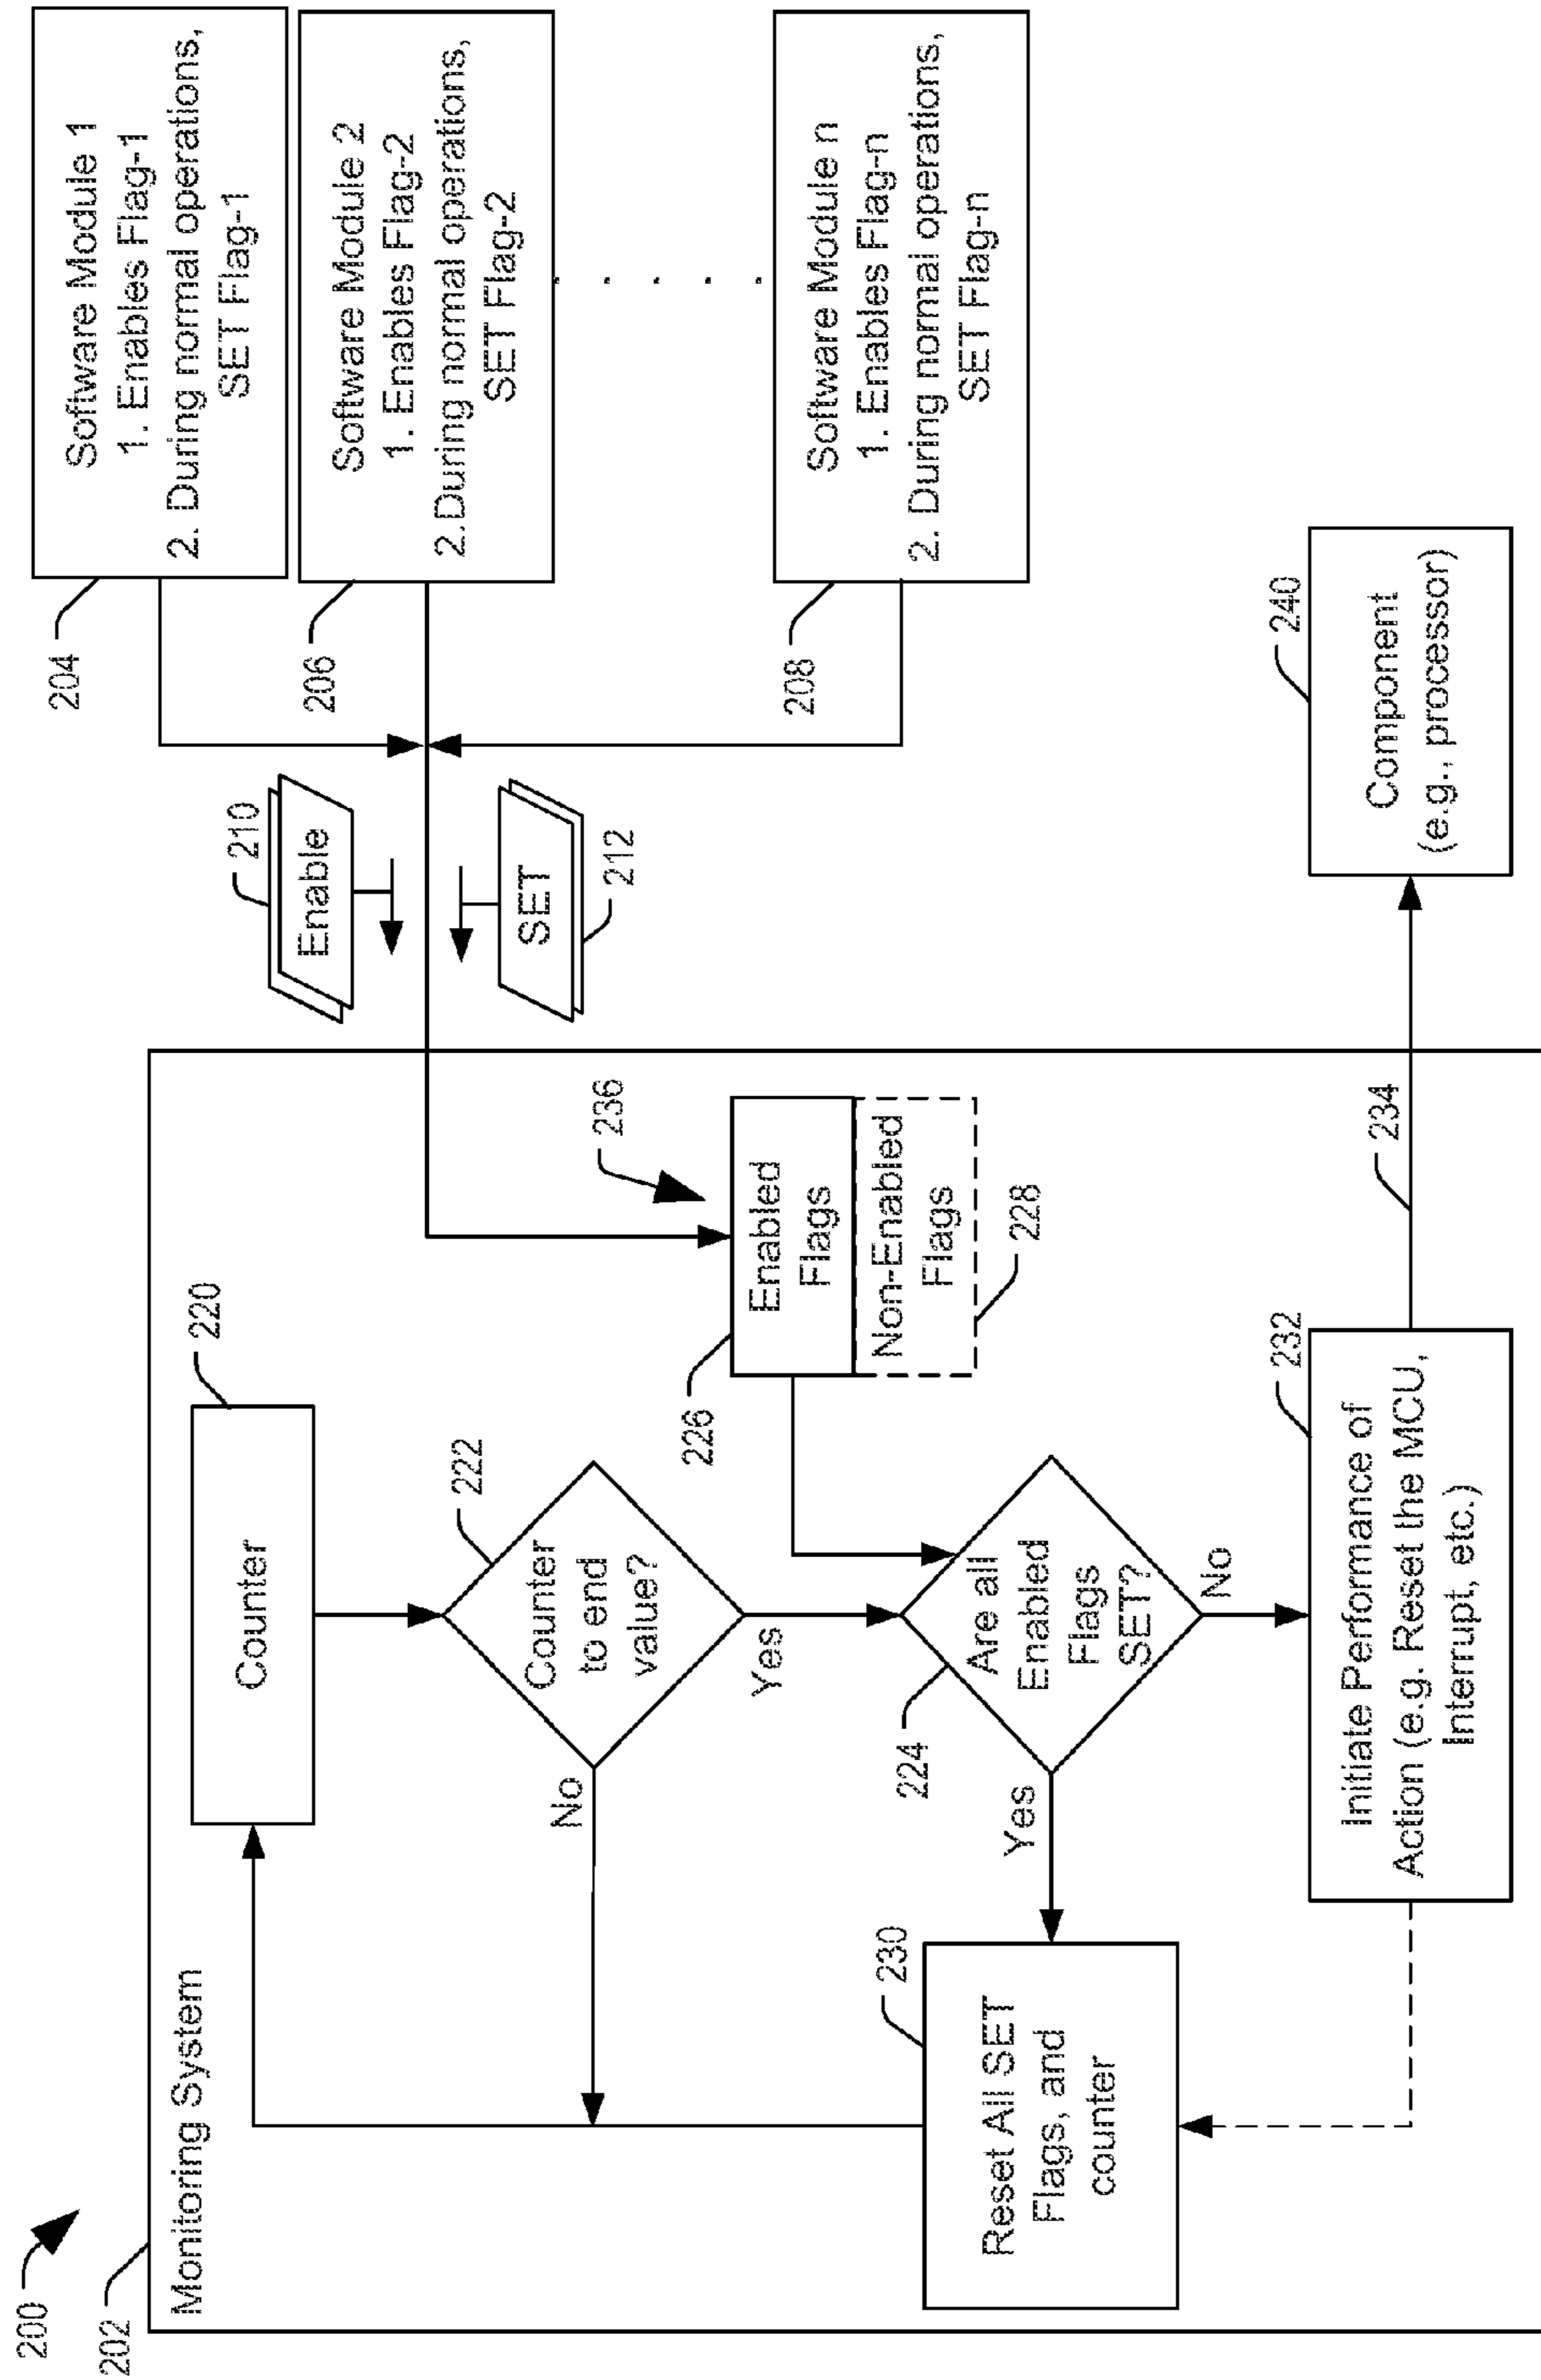 200
202
Monitoring System
220
Counter
222
Counter
to end
value?
No
Yes
224
Are all
Enabled
Flags
SET?
Yes
No
226
Enabled
Flags
Non-Enabled
Flags
228
236
230
Reset All SET
Flags, and
counter
232
Initiate Performance of
Action (e.g. Reset the MCU,
Interrupt, etc.)
234
240
Component
(e.g., processor)
210
Enable
SET
212
204
Software Module 1
1. Enables Flag-1
2. During normal operations,
SET Flag-1
206
Software Module 2
1. Enables Flag-2
2.During normal operations,
SET Flag-2
. . . . .
208
Software Module n
1. Enables Flag-n
2. During normal operations,
SET Flag-n